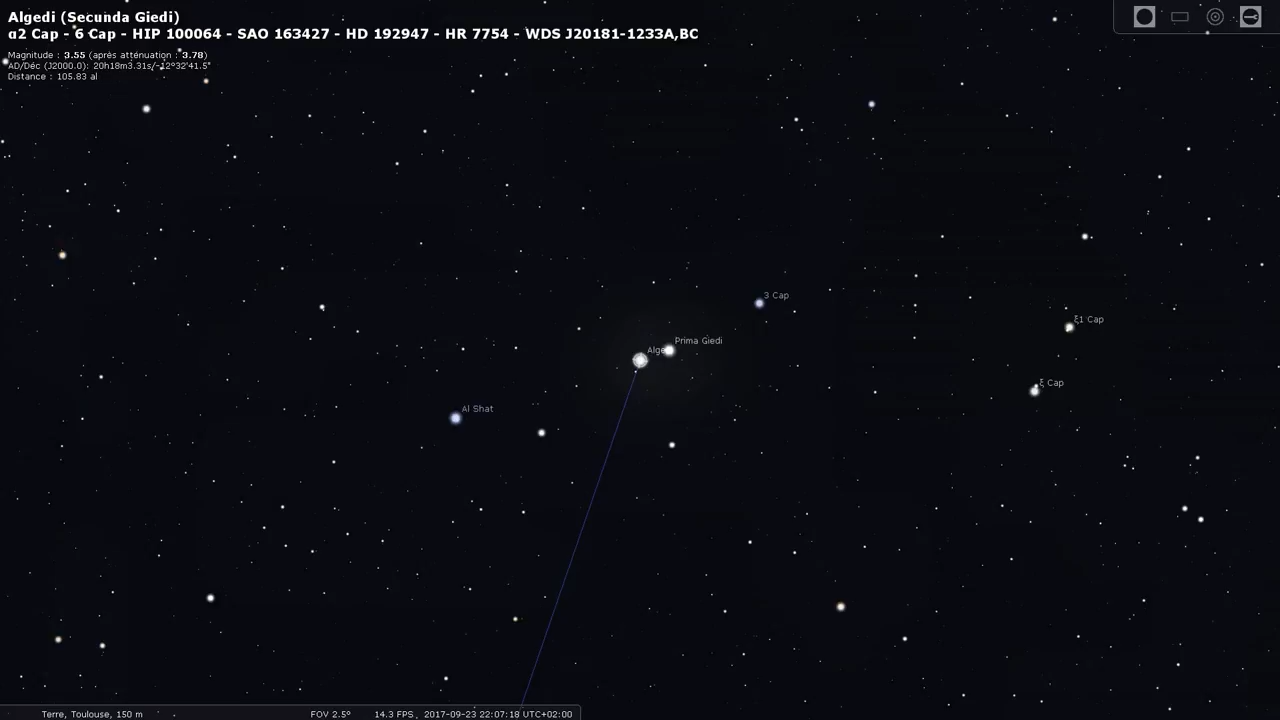 Algedi (Secunda Giedi)
α2 Cap - 6 Cap - HIP 100064 - SAO 163427 - HD 192947 - HR 7754 - WDS J20181-1233A,BC
Magnitude : 3.55 (après atténuation : 3.78)
AD/Déc (J2000.0): 20h18m3.31s/-12°32'41.5"
Distance : 105.83 al
3 Cap
ξ1 Cap
Prima Giedi
Alge
ξ Cap
Al Shat
Terre, Toulouse, 150 m
FOV 2.5°
14.3 FPS
2017-09-23 22:07:18 UTC+02:00